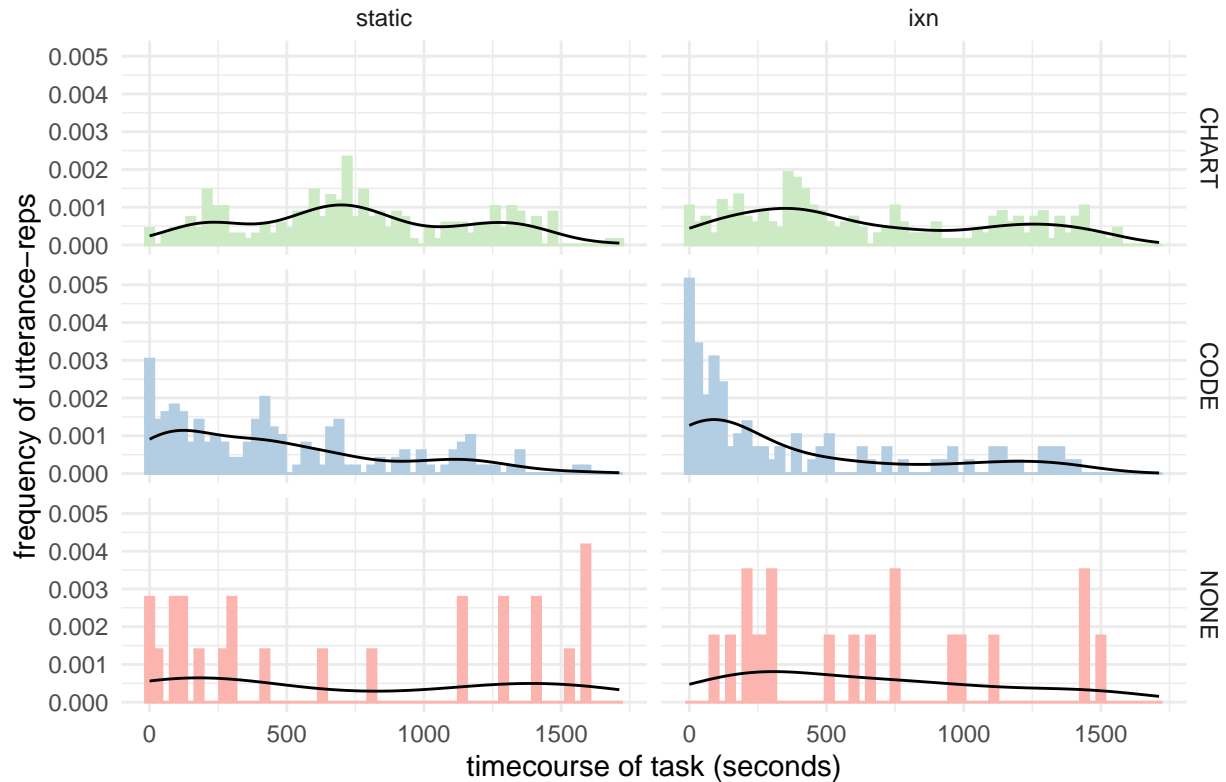 static ixn
0.005
0.004
0.003
0.002
0.001
0.000
CHART
0.005
0.004
0.003
0.002
0.001
0.000
CODE
0.005
0.004
0.003
0.002
0.001
0.000
NONE
frequency of utterance−reps
0 500 1000 1500 0 500 1000 1500
timecourse of task (seconds)